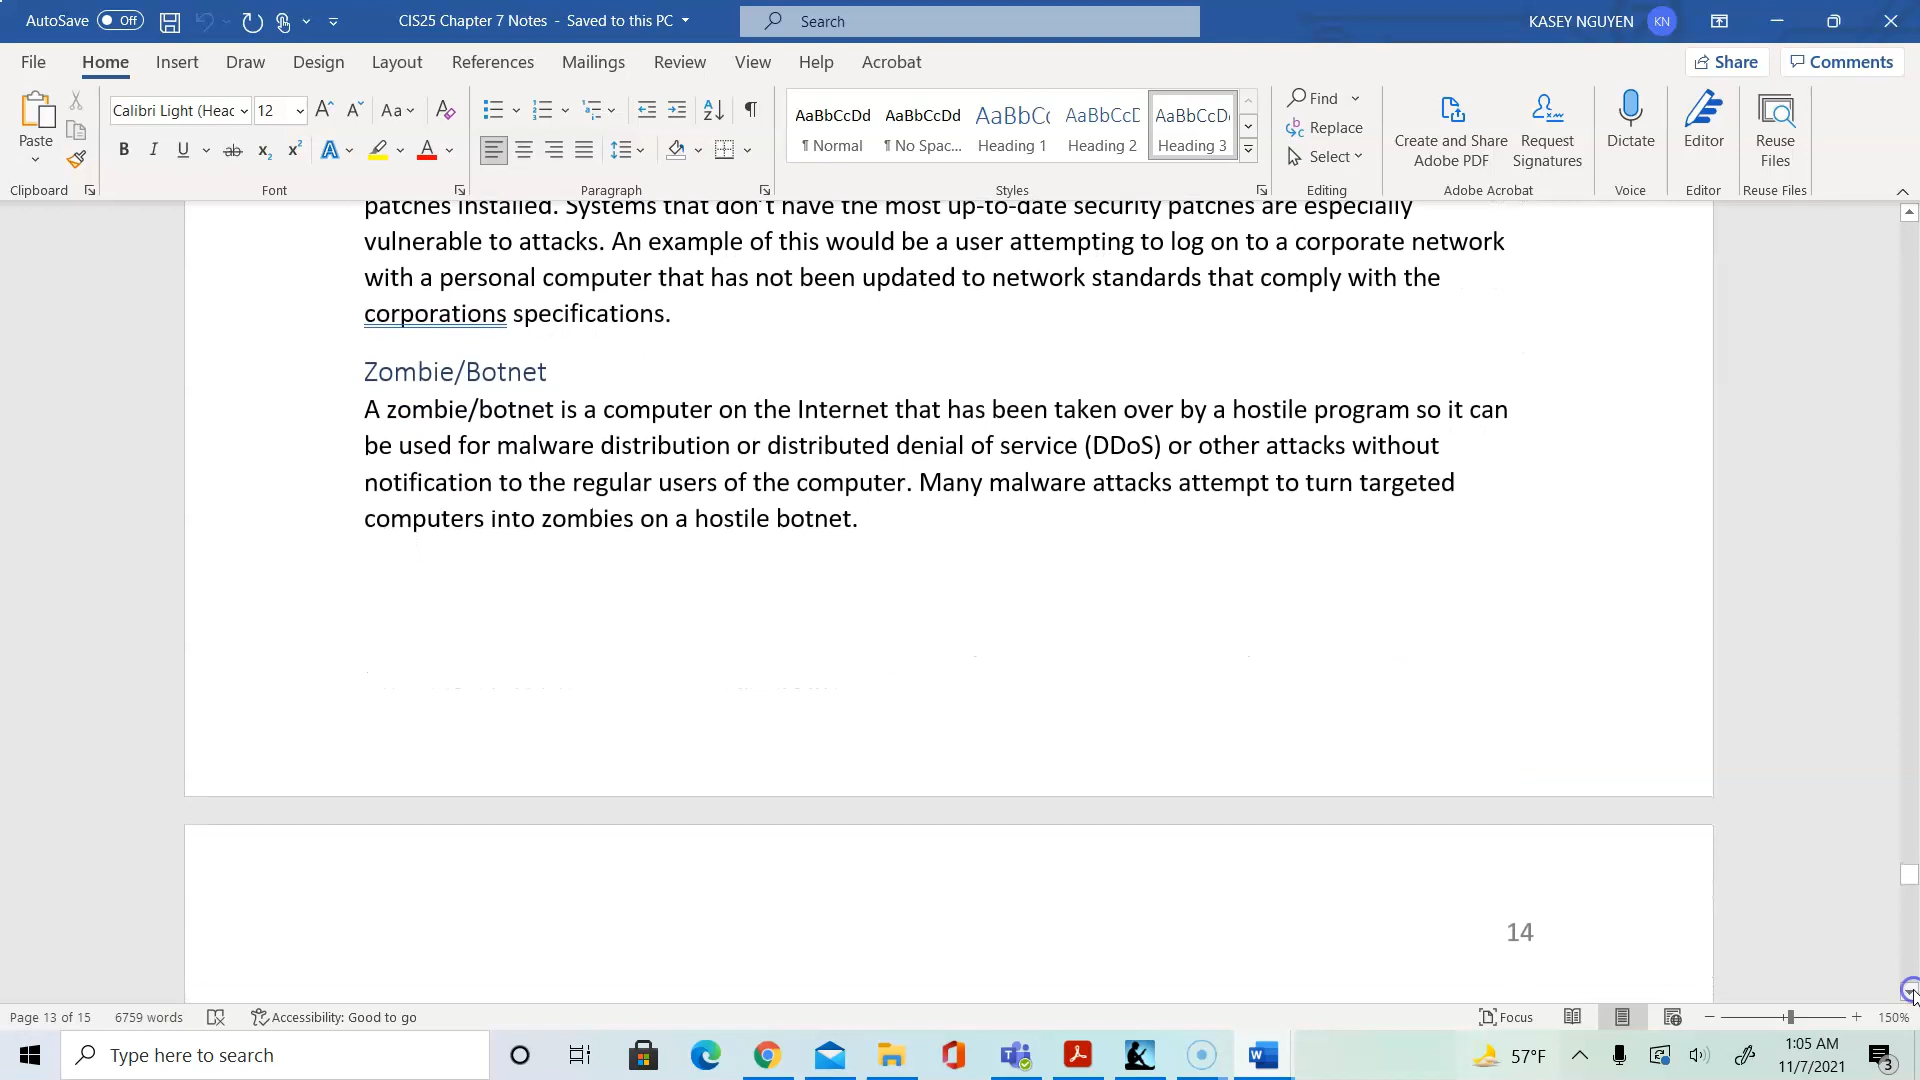 AutoSave Off CIS25 Chapter 7 Notes - Saved to this PC Search KASEY NGUYEN KN
File Home Insert Draw Design Layout References Mailings Review View Help Acrobat Share Comments
Paste
Clipboard
Calibri Light (Heac 12
Font
Paragraph
AaBbCcDd AaBbCcDd AaBbCc AaBbCcD AaBbCcD
¶ Normal ¶ No Spac... Heading 1 Heading 2 Heading 3
Styles
Find
Replace
Select
Editing
Create and Share
Adobe PDF
Request
Signatures
Adobe Acrobat
Dictate
Voice
Editor
Editor
Reuse
Files
Reuse Files
patches installed. Systems that don't have the most up-to-date security patches are especially
vulnerable to attacks. An example of this would be a user attempting to log on to a corporate network
with a personal computer that has not been updated to network standards that comply with the
corporations specifications.
Zombie/Botnet
A zombie/botnet is a computer on the Internet that has been taken over by a hostile program so it can
be used for malware distribution or distributed denial of service (DDoS) or other attacks without
notification to the regular users of the computer. Many malware attacks attempt to turn targeted
computers into zombies on a hostile botnet.
14
Page 13 of 15 6759 words Accessibility: Good to go Focus 150%
Type here to search 57°F 1:05 AM
11/7/2021 3